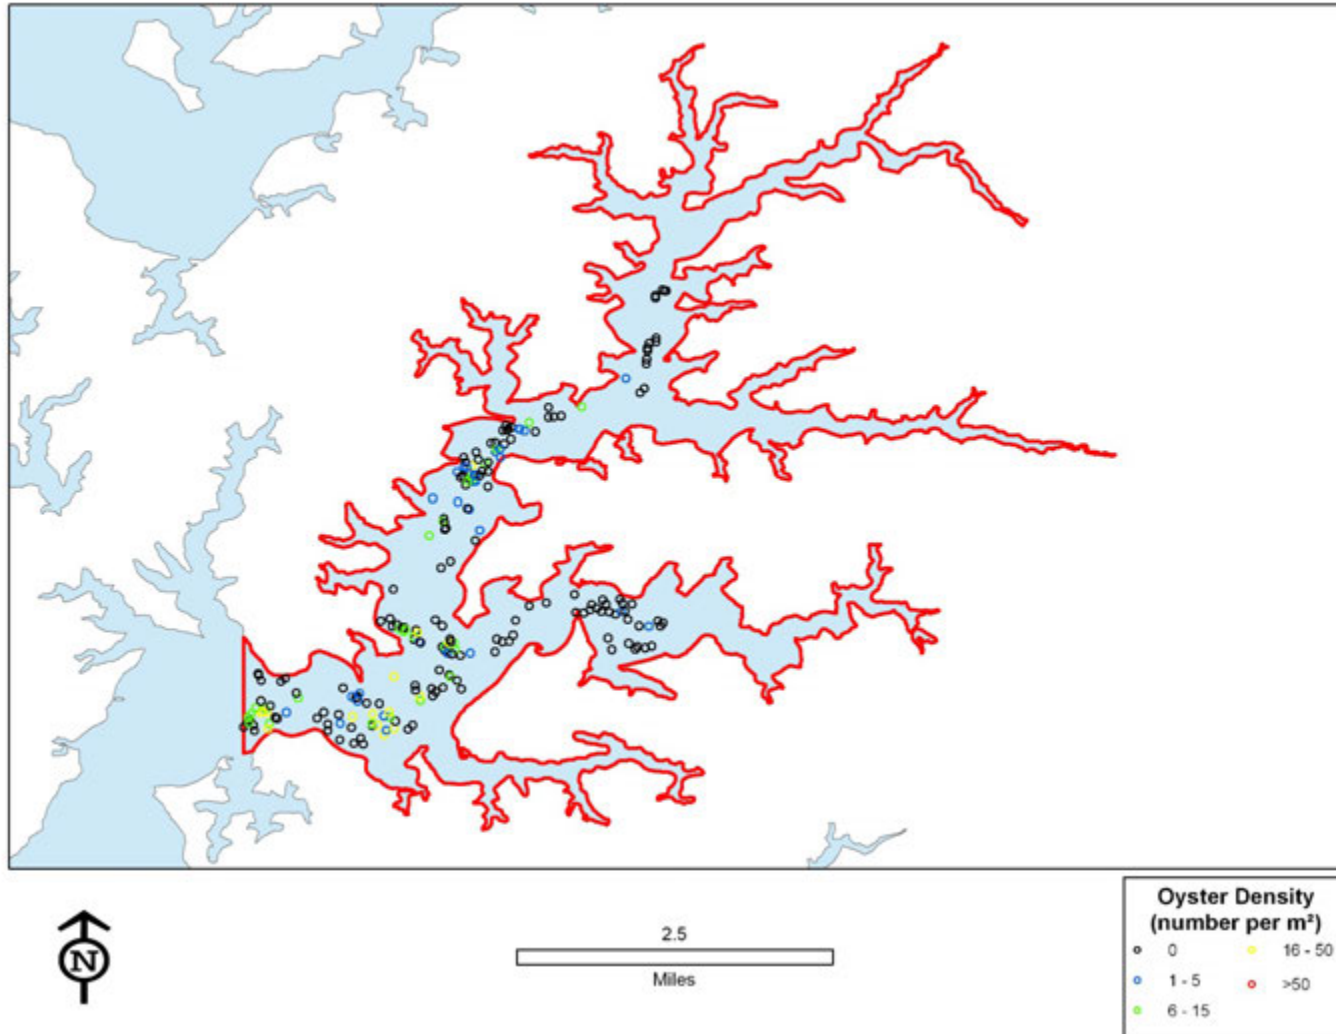 N
2.5
Miles
Oyster Density
(number per m²)
0 16 - 50
1 - 5 >50
6 - 15